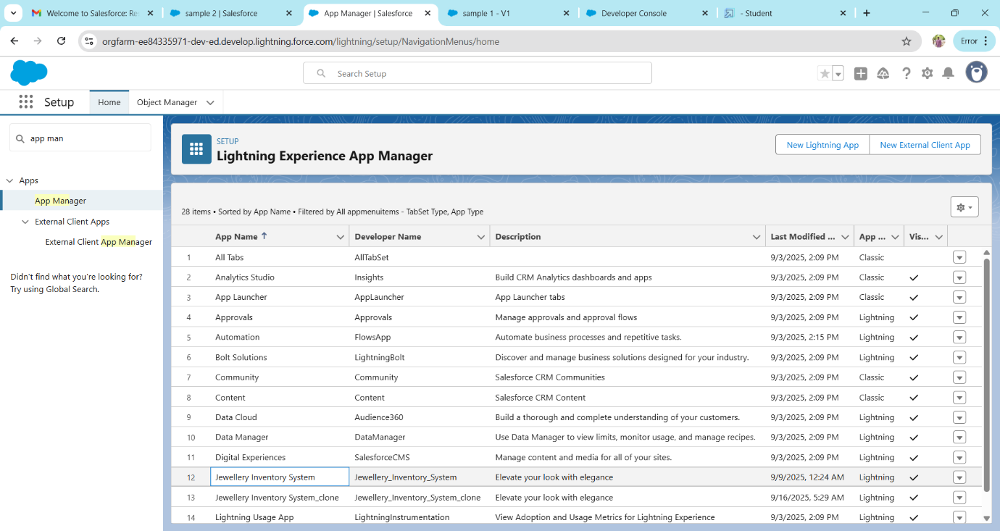 Welcome to Salesforce: Re
sample 2 | Salesforce
App Manager | Salesforce
sample 1 - V1
Developer Console
- Student
orgfarm-ee84335971-dev-ed.develop.lightning.force.com/lightning/setup/NavigationMenus/home
Error
Search Setup
Setup
Home
Object Manager
app man
Apps
App Manager
External Client Apps
External Client App Manager
Didn't find what you're looking for?
Try using Global Search.
SETUP
Lightning Experience App Manager
New Lightning App
New External Client App
28 items • Sorted by App Name • Filtered by All appmenuitems - TabSet Type, App Type
App Name ↑ Developer Name Description Last Modified ... App ... Vis...
1 All Tabs AllTabSet 9/3/2025, 2:09 PM Classic
2 Analytics Studio Insights Build CRM Analytics dashboards and apps 9/3/2025, 2:09 PM Classic
3 App Launcher AppLauncher App Launcher tabs 9/3/2025, 2:09 PM Classic
4 Approvals Approvals Manage approvals and approval flows 9/3/2025, 2:09 PM Lightning
5 Automation FlowsApp Automate business processes and repetitive tasks. 9/3/2025, 2:15 PM Lightning
6 Bolt Solutions LightningBolt Discover and manage business solutions designed for your industry. 9/3/2025, 2:09 PM Lightning
7 Community Community Salesforce CRM Communities 9/3/2025, 2:09 PM Classic
8 Content Content Salesforce CRM Content 9/3/2025, 2:09 PM Classic
9 Data Cloud Audience360 Build a thorough and complete understanding of your customers. 9/3/2025, 2:09 PM Lightning
10 Data Manager DataManager Use Data Manager to view limits, monitor usage, and manage recipes. 9/3/2025, 2:09 PM Lightning
11 Digital Experiences SalesforceCMS Manage content and media for all of your sites. 9/3/2025, 2:09 PM Lightning
12 Jewellery Inventory System Jewellery_Inventory_System Elevate your look with elegance 9/9/2025, 12:24 AM Lightning
13 Jewellery Inventory System_clone Jewellery_Inventory_System_clone Elevate your look with elegance 9/16/2025, 5:29 AM Lightning
14 Lightning Usage App LightningInstrumentation View Adoption and Usage Metrics for Lightning Experience 9/3/2025, 2:09 PM Lightning